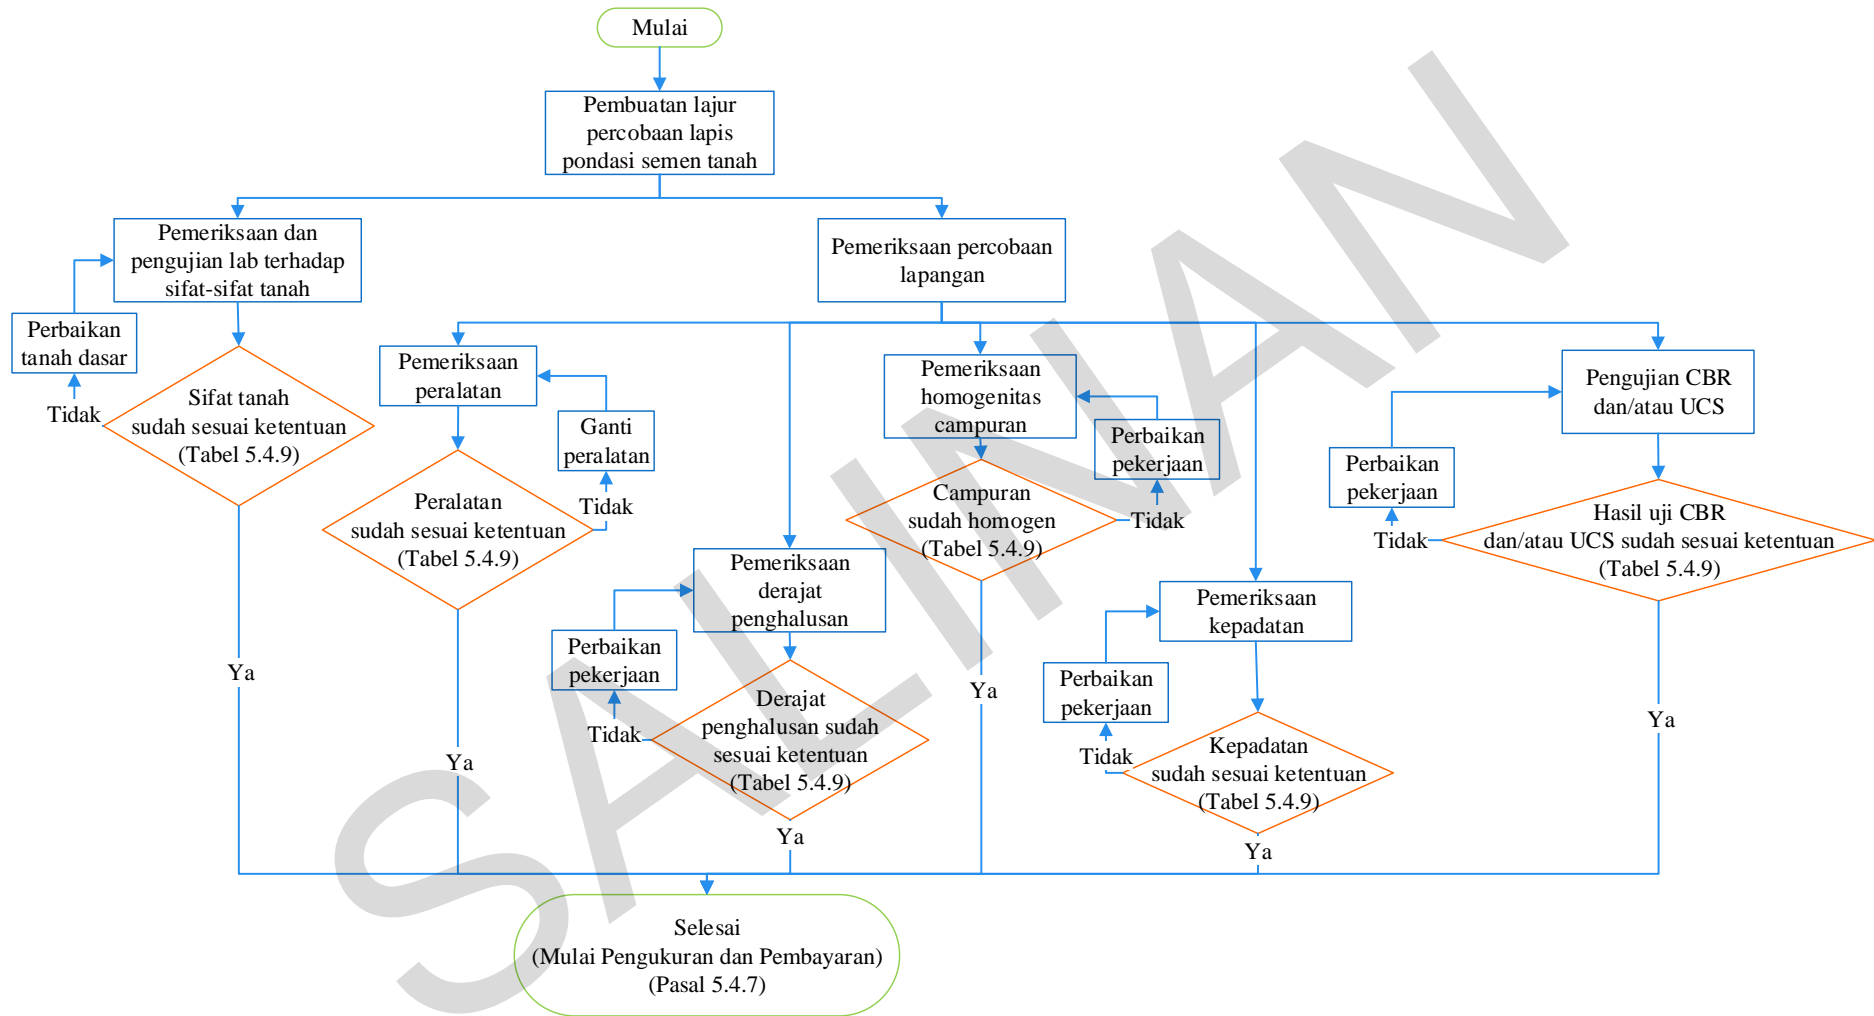 Mulai
Pembuatan lajur
percobaan lapis
pondasi semen tanah
Pemeriksaan dan
pengujian lab terhadap
sifat-sifat tanah
Pemeriksaan percobaan
lapangan
Perbaikan
tanah dasar
Tidak
Sifat tanah
sudah sesuai ketentuan
(Tabel 5.4.9)
Ya
Pemeriksaan
peralatan
Ganti
peralatan
Tidak
Peralatan
sudah sesuai ketentuan
(Tabel 5.4.9)
Ya
Pemeriksaan
derajat
penghalusan
Perbaikan
pekerjaan
Tidak
Derajat
penghalusan sudah
sesuai ketentuan
(Tabel 5.4.9)
Ya
Pemeriksaan
homogenitas
campuran
Perbaikan
pekerjaan
Tidak
Campuran
sudah homogen
(Tabel 5.4.9)
Ya
Pemeriksaan
kepadatan
Perbaikan
pekerjaan
Tidak
Kepadatan
sudah sesuai ketentuan
(Tabel 5.4.9)
Ya
Pengujian CBR
dan/atau UCS
Perbaikan
pekerjaan
Tidak
Hasil uji CBR
dan/atau UCS sudah sesuai ketentuan
(Tabel 5.4.9)
Ya
Selesai
(Mulai Pengukuran dan Pembayaran)
(Pasal 5.4.7)
SALINAN